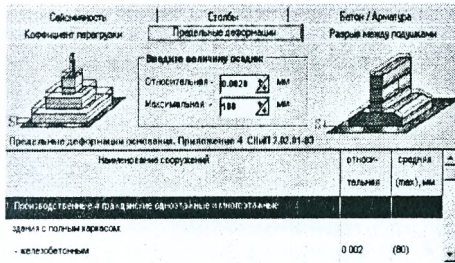 Сейсмичность Столбы Бетон / Арматура
Коэффициент перегрузки Предельные деформации Разрыв между подушками
Введите величину осадки:
Относительная - 0.0020 мм
Максимальная - 100 мм
Предельные деформации основания. Приложение 4 СНиП 2.02.01-83
Наименование сооружений относи- средняя
тельная (max), мм
Производственные и гражданские одноэтажные и многоэтажные
здания с полным каркасом:
- железобетонным 0.002 (80)